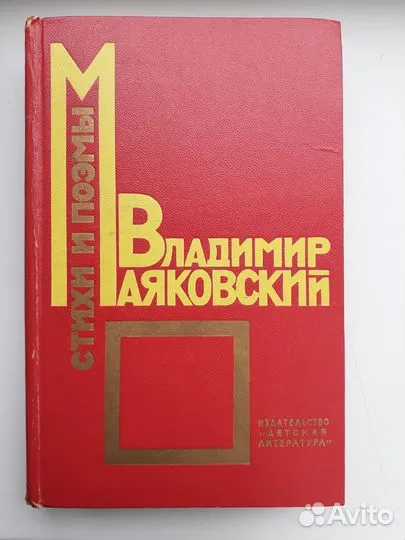 СТИХИ И ПОЭМЫ
ВЛАДИМИР
МАЯКОВСКИЙ
ИЗДАТЕЛЬСТВО
«ДЕТСКАЯ
ЛИТЕРАТУРА»
Avito